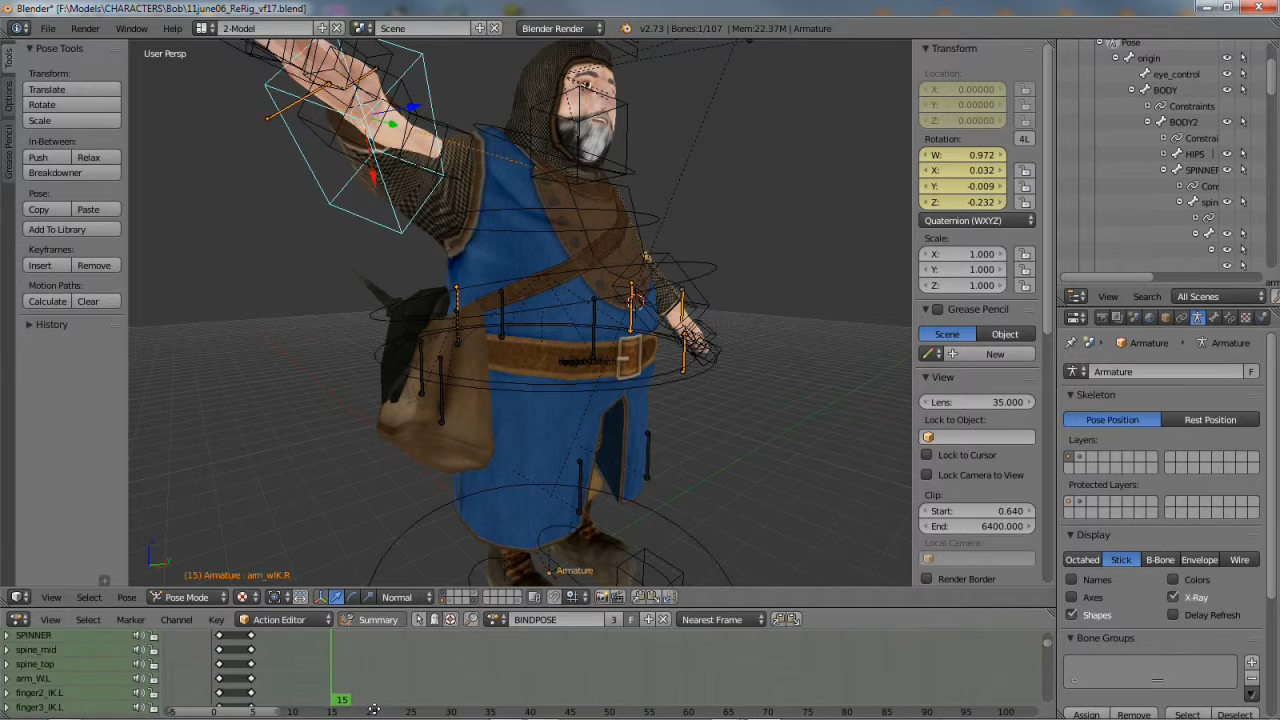 Blender* [F:\Models\CHARACTERS\Bob\11june06_ReRig_vf17.blend]
File Render Window Help 2-Model Scene Blender Render v2.73 | Bones:1/107 | Mem:22.37M | Armature
Tools
Options
Grease Pencil
Pose Tools
Transform:
Translate
Rotate
Scale
In-Between:
Push Relax
Breakdowner
Pose:
Copy Paste
Add To Library
Keyframes:
Insert Remove
Motion Paths:
Calculate Clear
History
User Persp
Armature
(15) Armature : arm_wIK.R
Transform
Location:
X: 0.00000
Y: 0.00000
Z: 0.00000
Rotation: 4L
W: 0.972
X: 0.032
Y: -0.009
Z: -0.232
Quaternion (WXYZ)
Scale:
X: 1.000
Y: 1.000
Z: 1.000
Grease Pencil
Scene Object
New
View
Lens: 35.000
Lock to Object:
Lock to Cursor
Lock Camera to View
Clip:
Start: 0.640
End: 6400.000
Local Camera:
Render Border
Pose
origin
eye_control
BODY
Constraints
BODY2
Constrai
HIPS
SPINNER
Con
spin
View Search All Scenes
Armature Armature
Armature F
Skeleton
Pose Position Rest Position
Layers:
Protected Layers:
Display
Octahed Stick B-Bone Envelope Wire
Names Colors
Axes X-Ray
Shapes Delay Refresh
Bone Groups
Assign Remove Select Deselect
View Select Pose Pose Mode Normal
View Select Marker Channel Key Action Editor Summary BINDPOSE 3 F Nearest Frame
SPINNER
spine_mid
spine_top
arm_W.L
finger2_IK.L
finger3_IK.L
15
-5 0 5 10 15 25 30 35 40 45 50 55 60 65 70 75 80 85 90 95 100